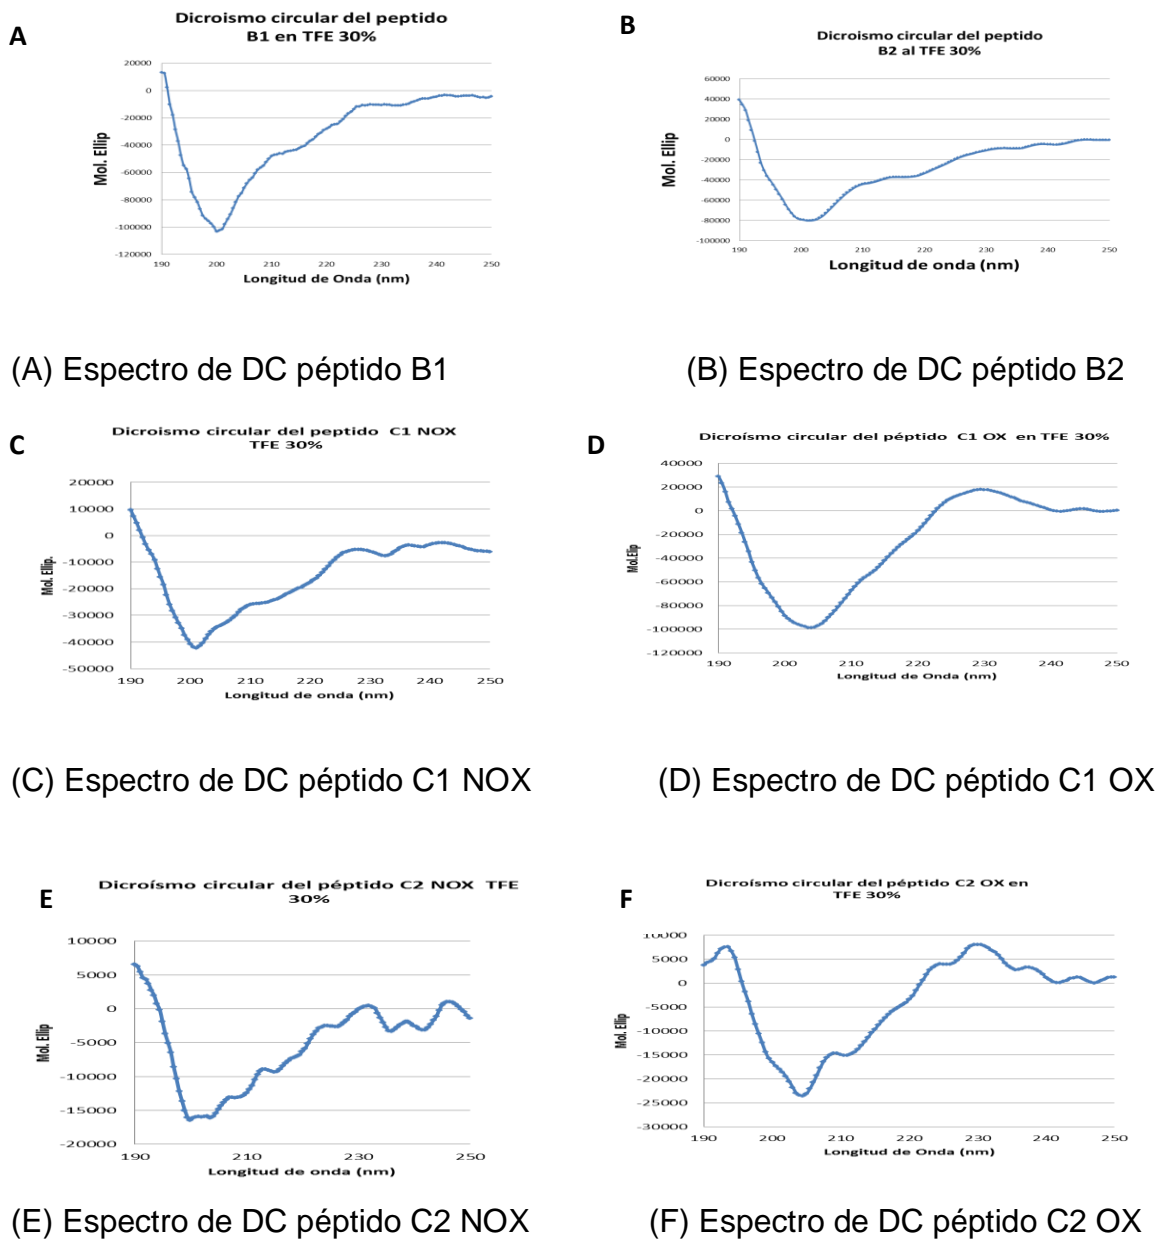 A
Dicroismo circular del peptido
B1 en TFE 30%
Mol. Ellip
20000
0
-20000
-40000
-60000
-80000
-100000
-120000
190 200 210 220 230 240 250
Longitud de Onda (nm)
B
Dicroismo circular del peptido
B2 al TFE 30%
Mol. Ellip
60000
40000
20000
0
-20000
-40000
-60000
-80000
-100000
190 200 210 220 230 240 250
Longitud de onda (nm)
(A) Espectro de DC péptido B1
(B) Espectro de DC péptido B2
C
Dicroismo circular del peptido C1 NOX
TFE 30%
Mol. Ellip.
20000
10000
0
-10000
-20000
-30000
-40000
-50000
190 200 210 220 230 240 250
Longitud de onda (nm)
D
Dicroísmo circular del péptido C1 OX en TFE 30%
Mol.Elip
40000
20000
0
-20000
-40000
-60000
-80000
-100000
-120000
190 200 210 220 230 240 250
Longitud de Onda (nm)
(C) Espectro de DC péptido C1 NOX
(D) Espectro de DC péptido C1 OX
E
Dicroísmo circular del péptido C2 NOX TFE
30%
Mol. Ellip
10000
5000
0
-5000
-10000
-15000
-20000
190 200 210 220 230 240 250
Longitud de onda (nm)
F
Dicroísmo circular del péptido C2 OX en
TFE 30%
Mol. Ellip
10000
5000
0
-5000
-10000
-15000
-20000
-25000
-30000
190 200 210 220 230 240 250
Longitud de Onda (nm)
(E) Espectro de DC péptido C2 NOX
(F) Espectro de DC péptido C2 OX